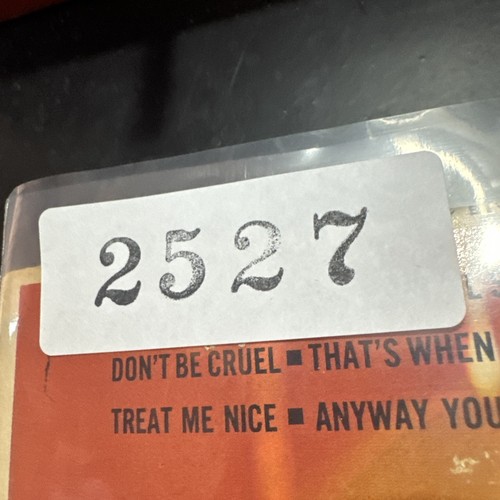 2527
DON'T BE CRUEL ■ THAT'S WHEN
TREAT ME NICE ■ ANYWAY YOU